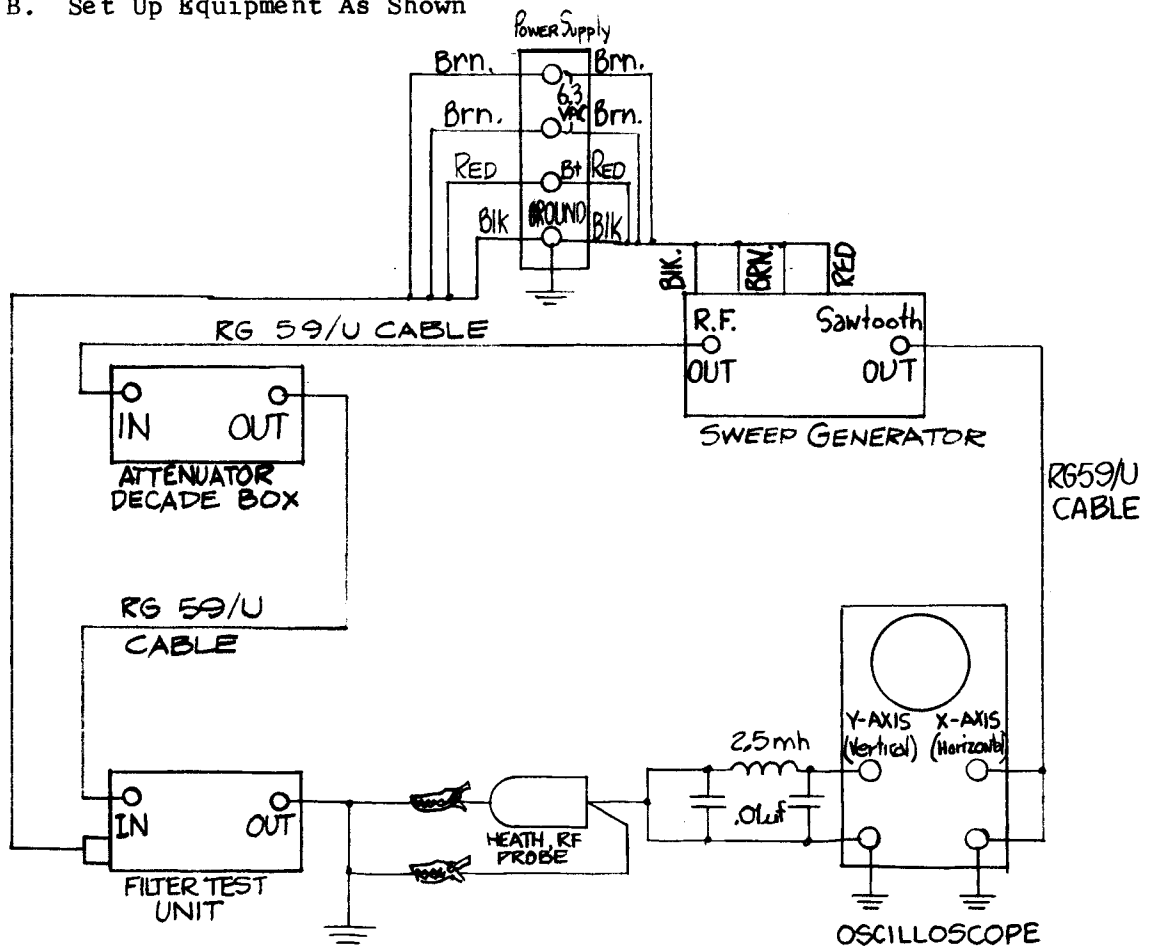 B. Set Up Equipment As Shown
Power Supply
Brn.
Brn.
6.3
VAC
Brn.
Brn.
RED
B+
RED
Blk
GROUND
Blk
Blk.
BRN.
RED
RG 59/U CABLE
R.F.
OUT
Sawtooth
OUT
SWEEP GENERATOR
IN
OUT
ATTENUATOR
DECADE BOX
RG59/U
CABLE
RG 59/U
CABLE
Y-AXIS
(Vertical)
X-AXIS
(Horizontal)
2.5mh
.01uf
IN
OUT
HEATH RF
PROBE
FILTER TEST
UNIT
OSCILLOSCOPE